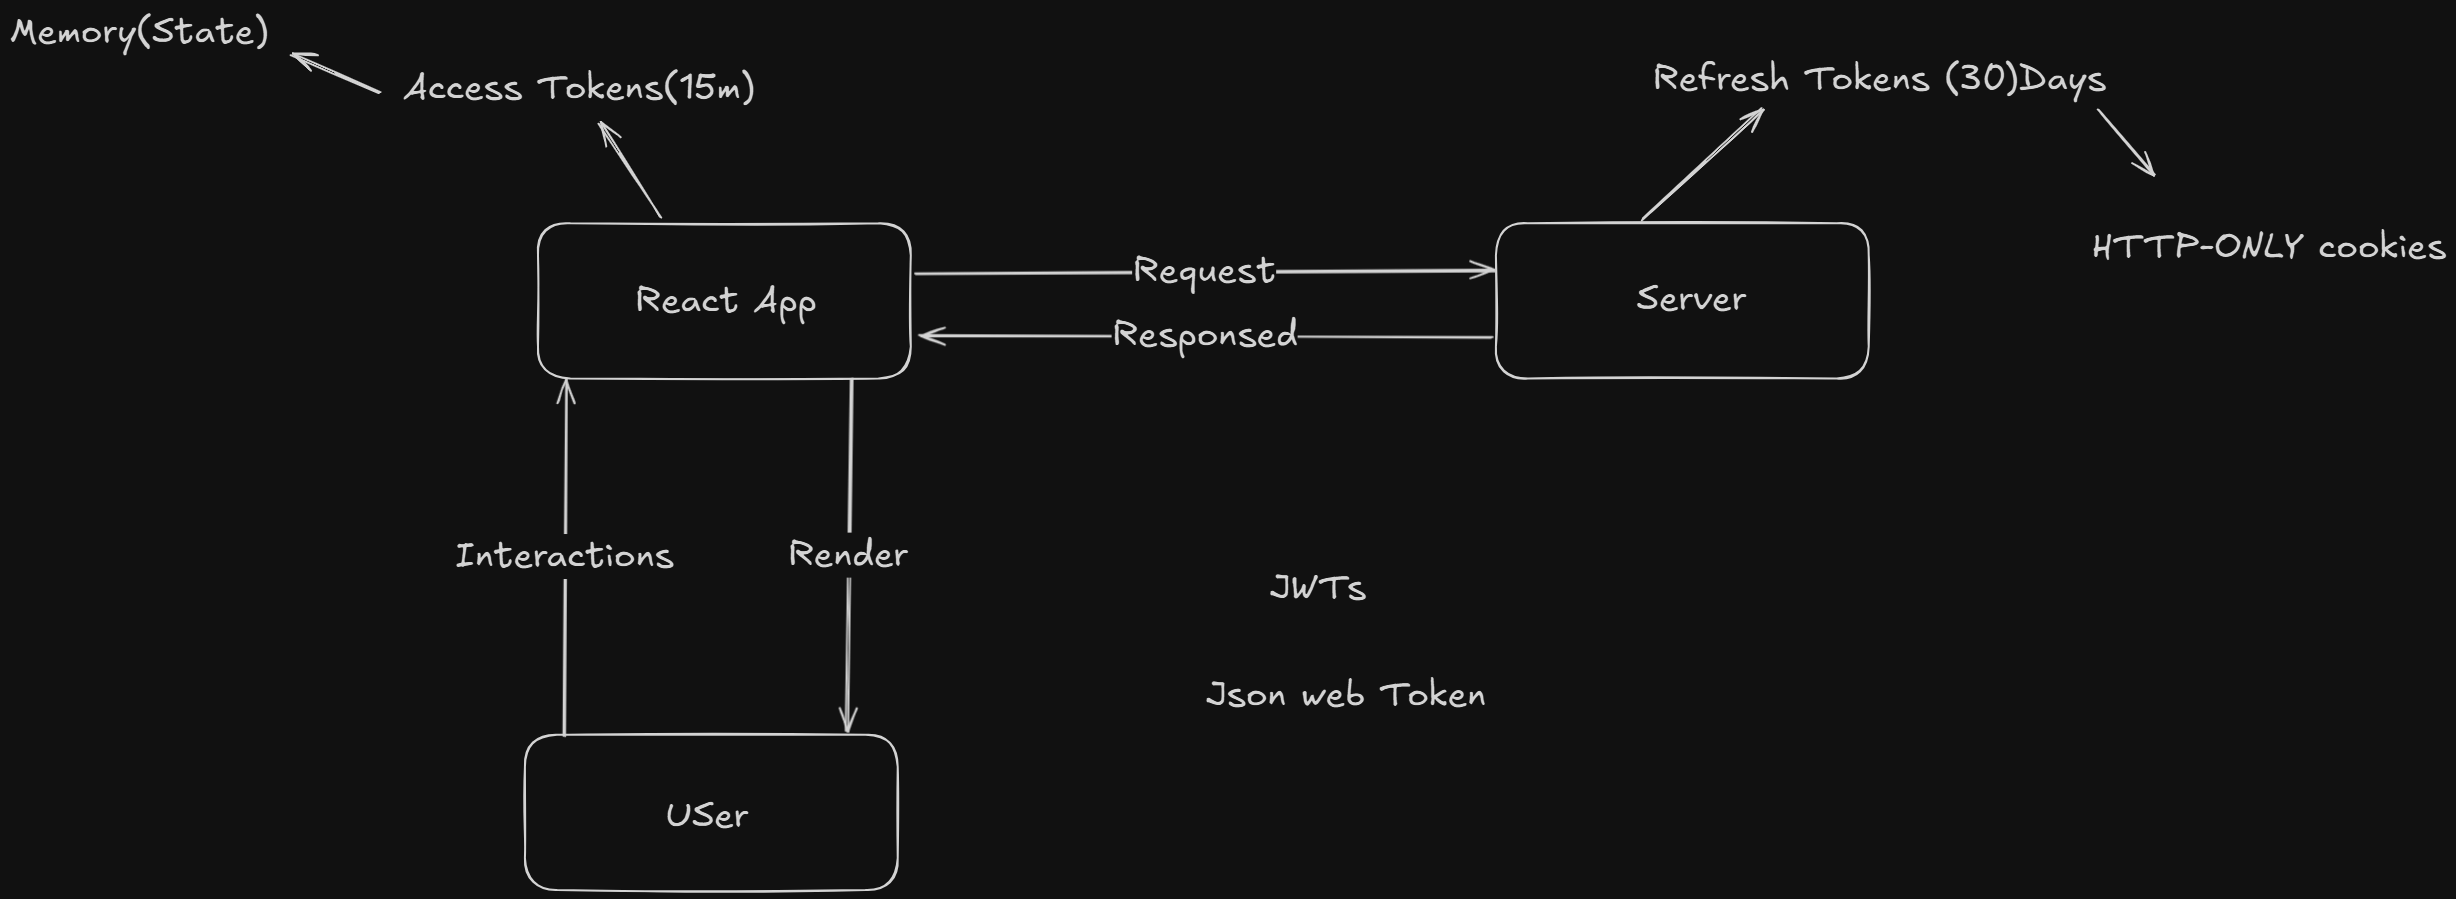 Memory(State)
Access Tokens(15m)
Refresh Tokens (30)Days
HTTP-ONLY cookies
React App
Request
Responsed
Server
Interactions
Render
JWTs
Json web Token
USer